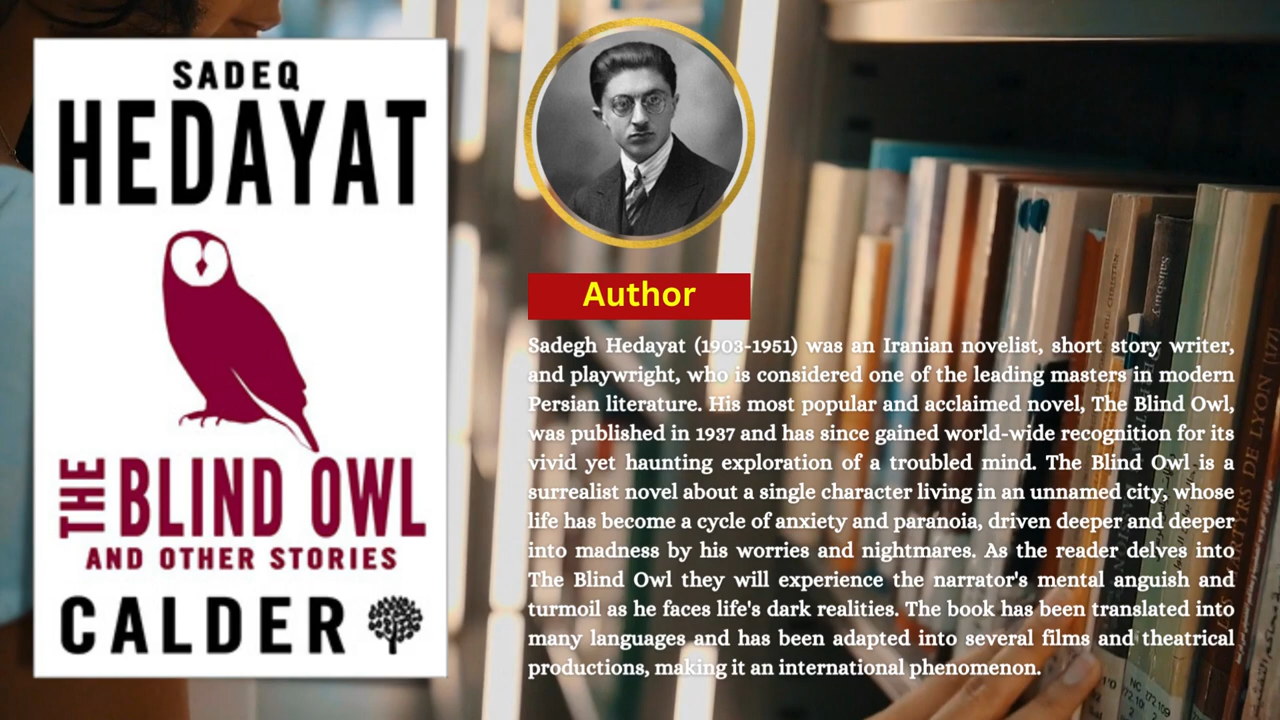 SADEQ
HEDAYAT
THE BLIND OWL
AND OTHER STORIES
CALDER
Author
Sadegh Hedayat (1903-1951) was an Iranian novelist, short story writer,
and playwright, who is considered one of the leading masters in modern
Persian literature. His most popular and acclaimed novel, The Blind Owl,
was published in 1937 and has since gained world-wide recognition for its
vivid yet haunting exploration of a troubled mind. The Blind Owl is a
surrealist novel about a single character living in an unnamed city, whose
life has become a cycle of anxiety and paranoia, driven deeper and deeper
into madness by his worries and nightmares. As the reader delves into
The Blind Owl they will experience the narrator's mental anguish and
turmoil as he faces life's dark realities. The book has been translated into
many languages and has been adapted into several films and theatrical
productions, making it an international phenomenon.
Salisbury
DE LYON